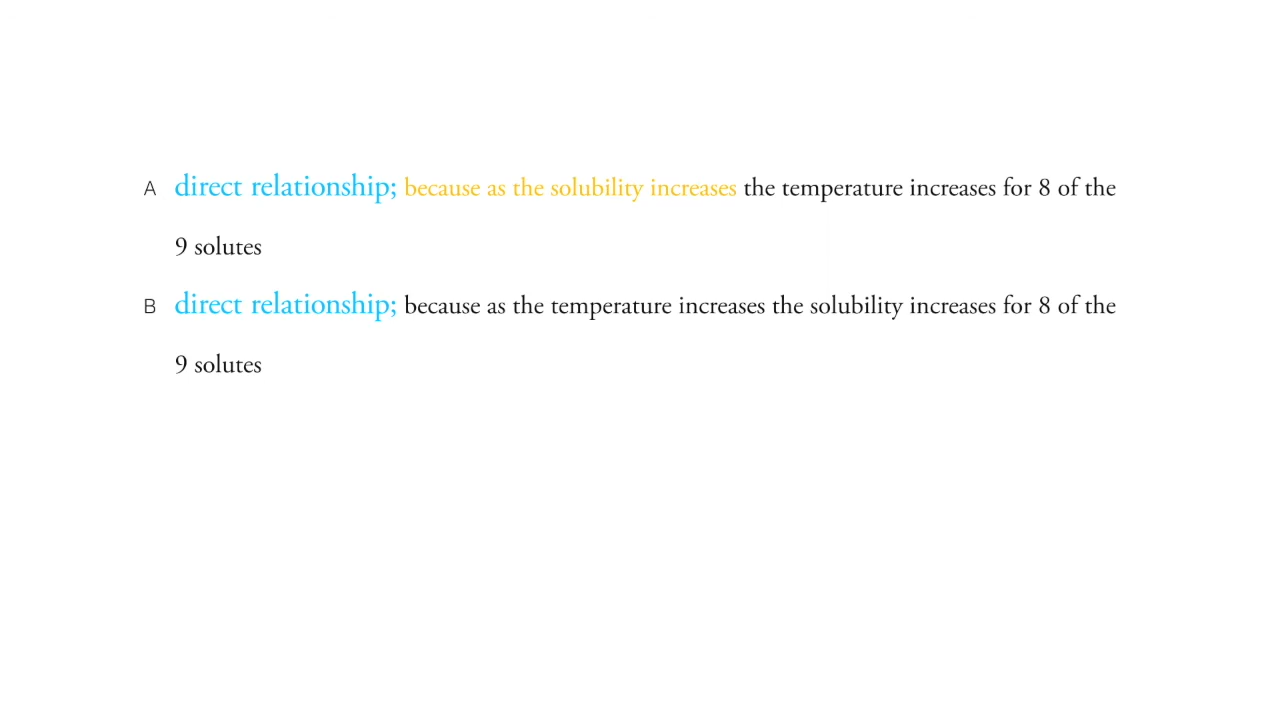 A direct relationship; because as the solubility increases the temperature increases for 8 of the
9 solutes
B direct relationship; because as the temperature increases the solubility increases for 8 of the
9 solutes